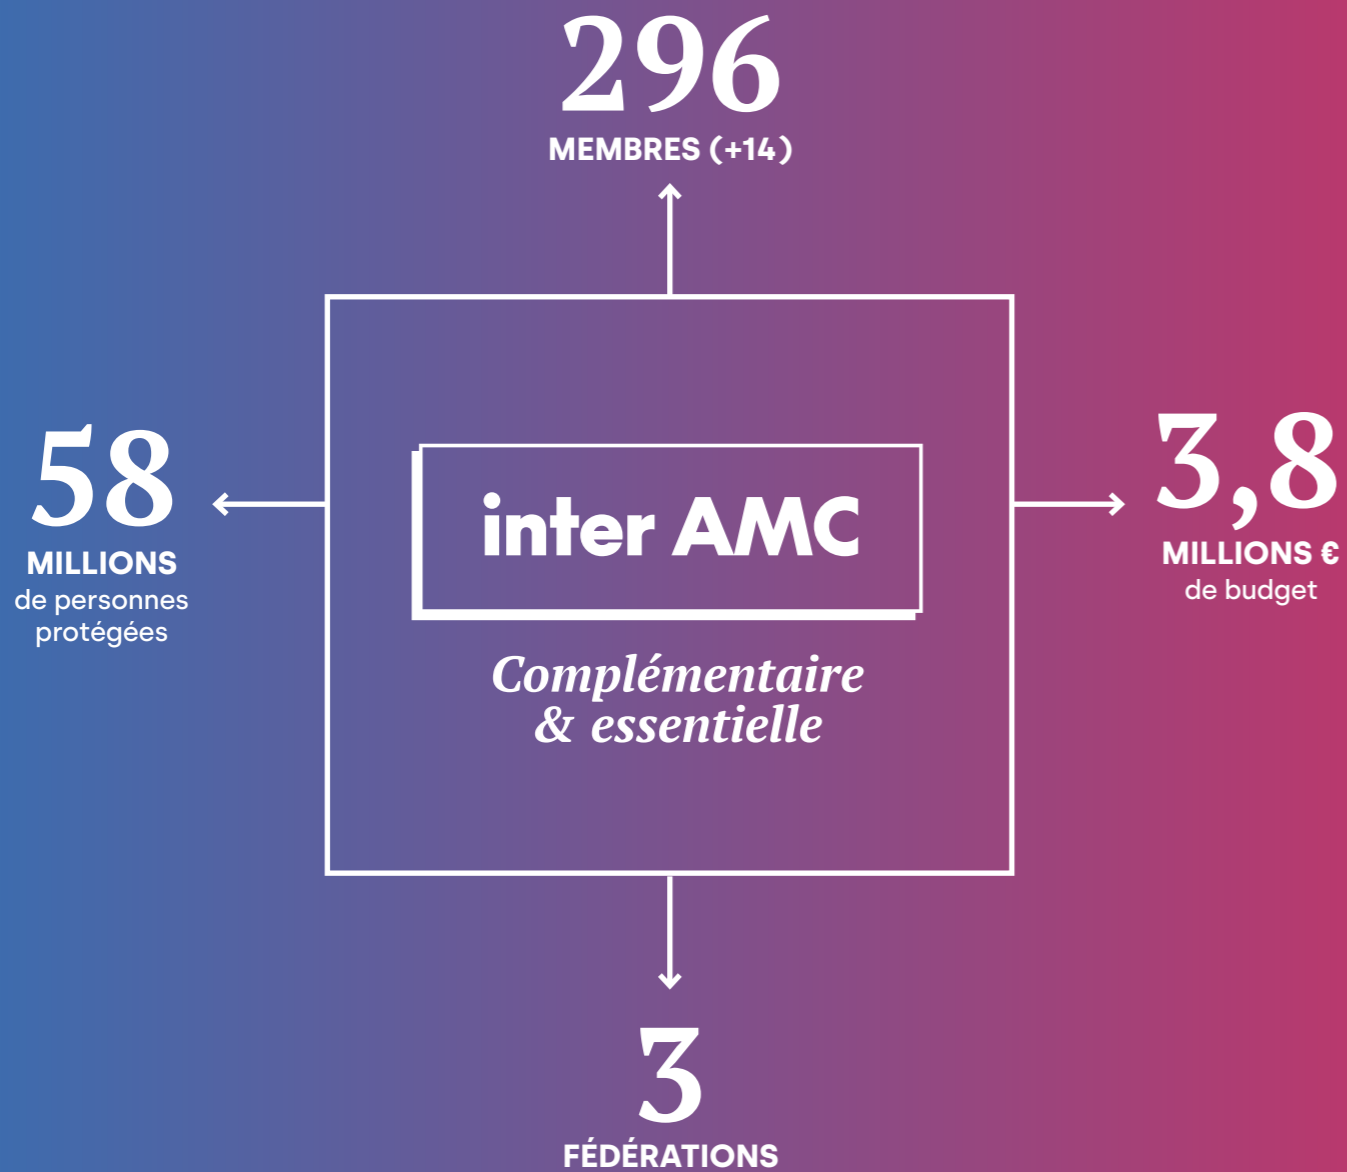 296
MEMBRES (+14)
58
MILLIONS
de personnes
protégées
inter AMC
Complémentaire
& essentielle
3,8
MILLIONS €
de budget
3
FÉDÉRATIONS